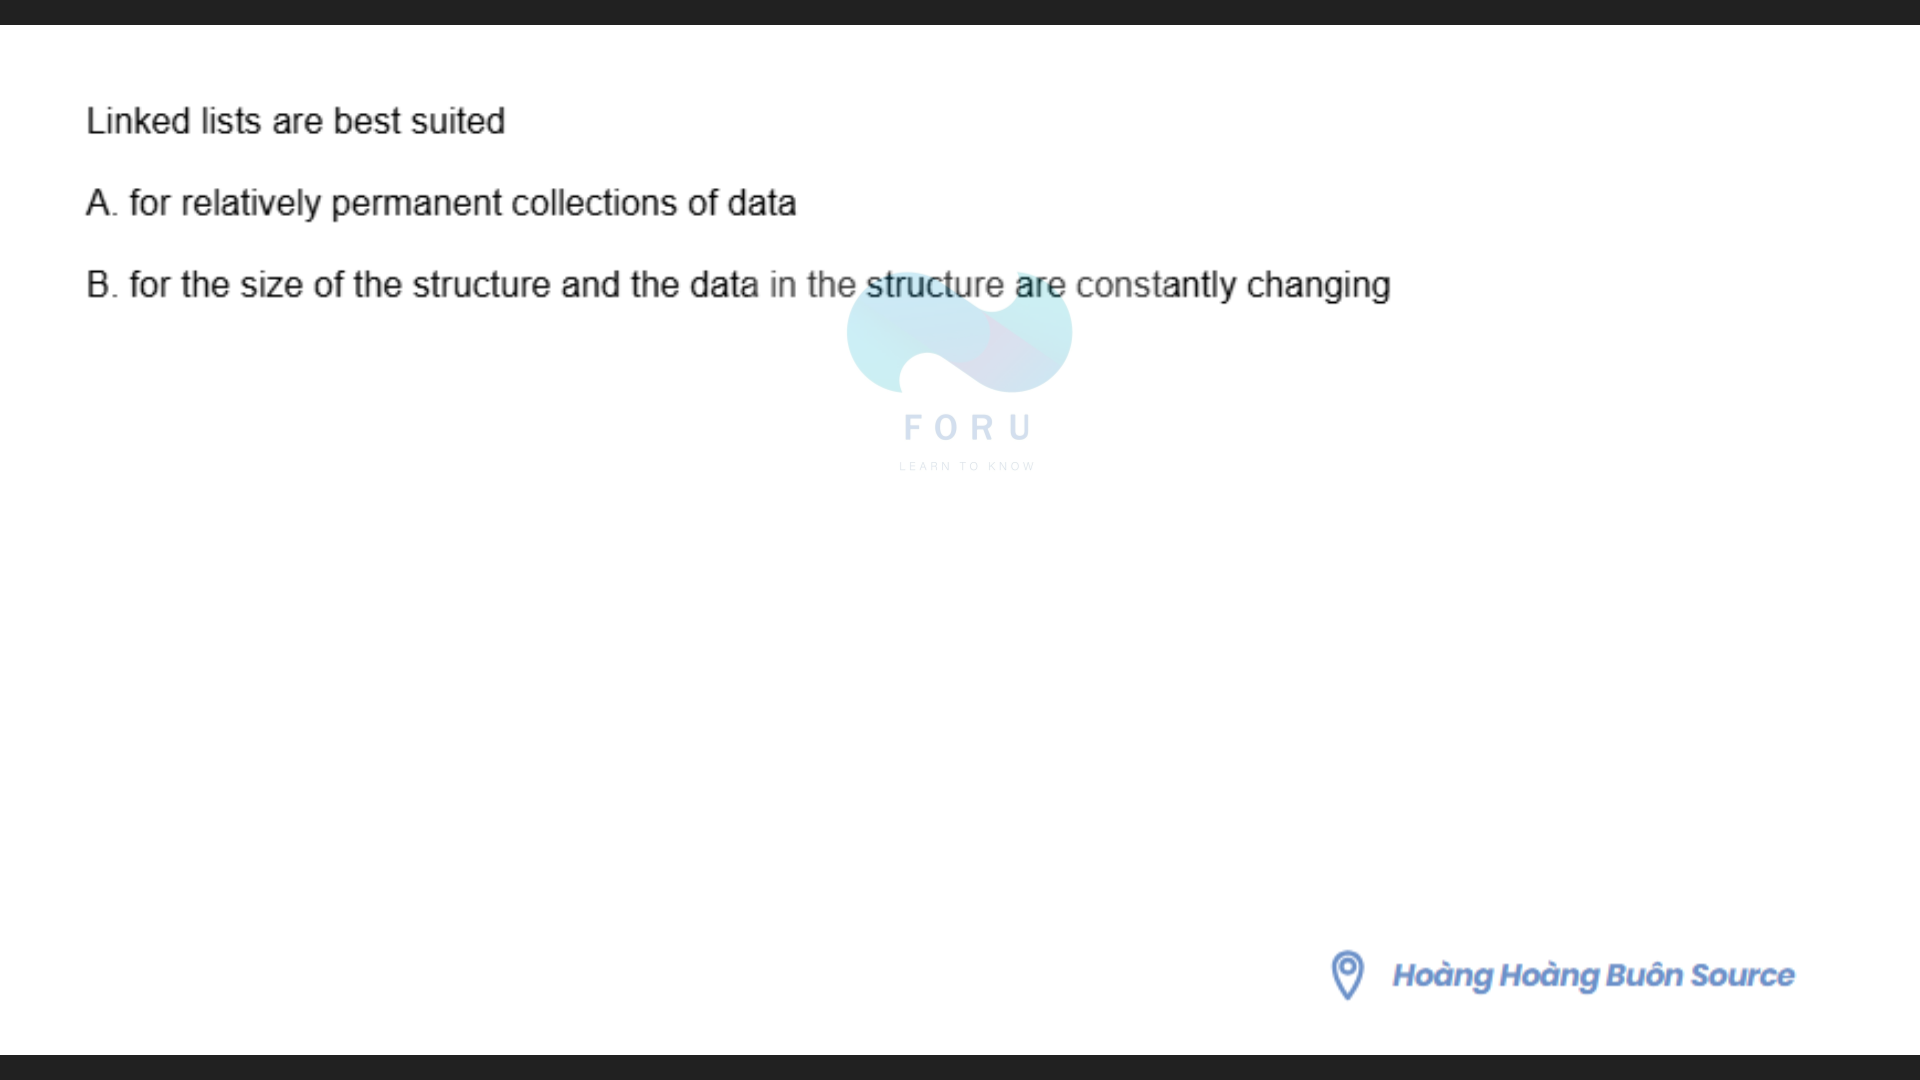 Linked lists are best suited
A. for relatively permanent collections of data
B. for the size of the structure and the data in the structure are constantly changing
FORU
LEARN TO KNOW
Hoàng Hoàng Buôn Source